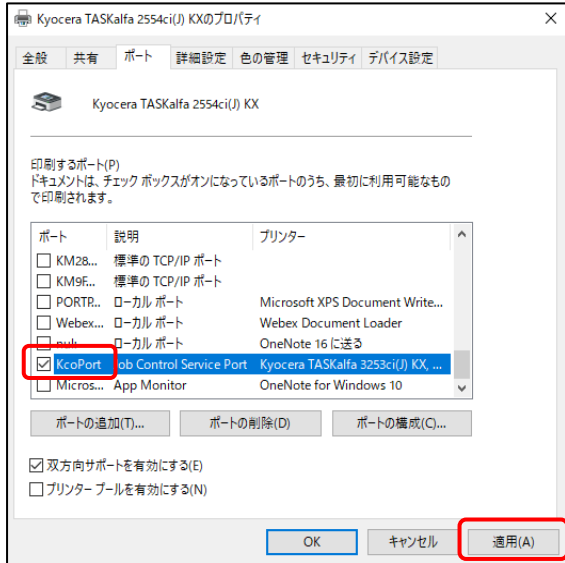 Kyocera TASKalfa 2554ci(J) KXのプロパティ
全般 共有 ポート 詳細設定 色の管理 セキュリティ デバイス設定
Kyocera TASKalfa 2554ci(J) KX
印刷するポート(P)
ドキュメントは、チェック ボックスがオンになっているポートのうち、最初に利用可能なもの
で印刷されます。
ポート 説明 プリンター
KM28... 標準の TCP/IP ポート
KM9F... 標準の TCP/IP ポート
PORTP... ローカル ポート Microsoft XPS Document Write...
Webex... ローカル ポート Webex Document Loader
ローカル ポート OneNote 16 に送る
KcoPort ob Control Service Port Kyocera TASKalfa 3253ci(J) KX, ...
Micros... App Monitor OneNote for Windows 10
ポートの追加(T)... ポートの削除(D) ポートの構成(C)...
双方向サポートを有効にする(E)
プリンター プールを有効にする(N)
OK キャンセル 適用(A)